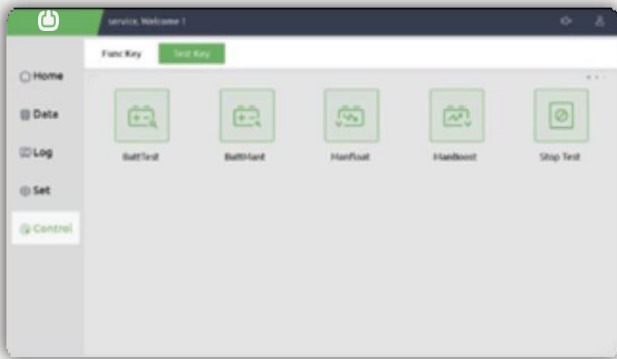 service, Welcome !
Func Key
Test Key
Home
Data
Log
Set
Control
BattTest
BattMant
Manfloat
ManBoost
Stop Test